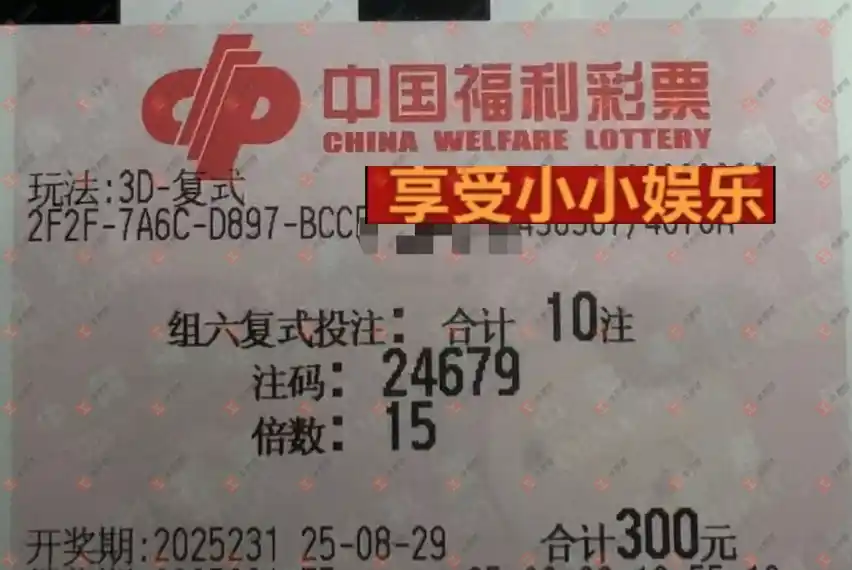 中国福利彩票
CHINA WELFARE LOTTERY
玩法:3D-复式
享受小小娱乐
2F2F-7A6C-D897-BCC
组六复式投注: 合计 10注
注码: 24679
倍数: 15
开奖期:2025231 25-08-29 合计300元